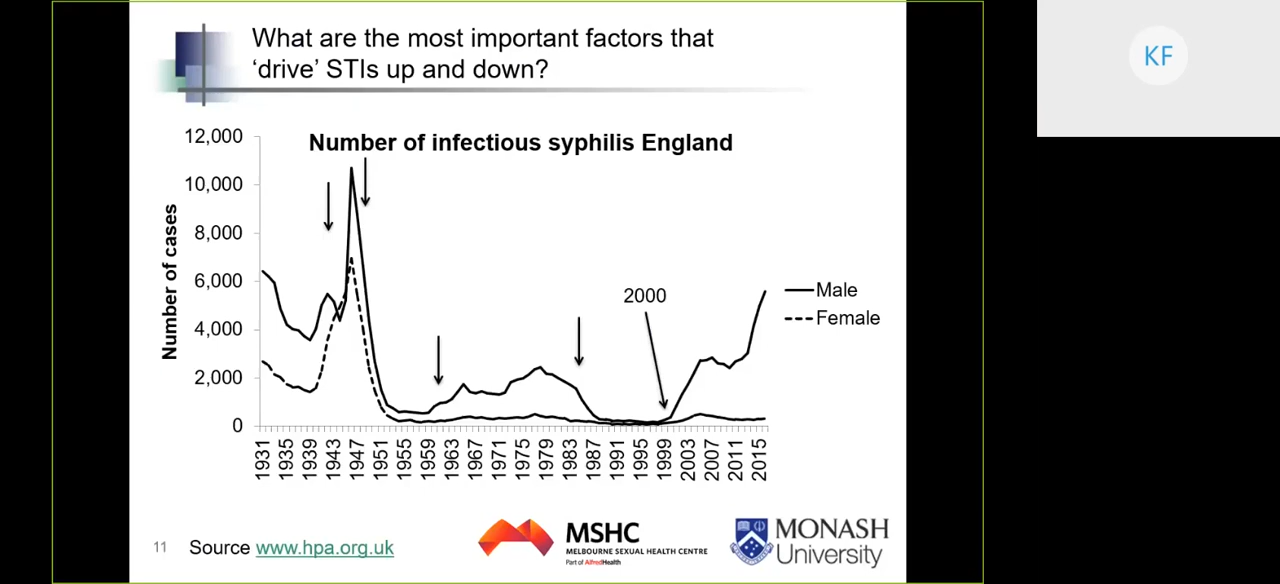 What are the most important factors that
‘drive’ STIs up and down?
KF
Number of infectious syphilis England
Number of cases
12,000
10,000
8,000
6,000
4,000
2,000
0
2000
Male
Female
1931
1935
1939
1943
1947
1951
1955
1959
1963
1967
1971
1975
1979
1983
1987
1991
1995
1999
2003
2007
2011
2015
11
Source www.hpa.org.uk
MSHC
MELBOURNE SEXUAL HEALTH CENTRE
Part of AlfredHealth
MONASH
University